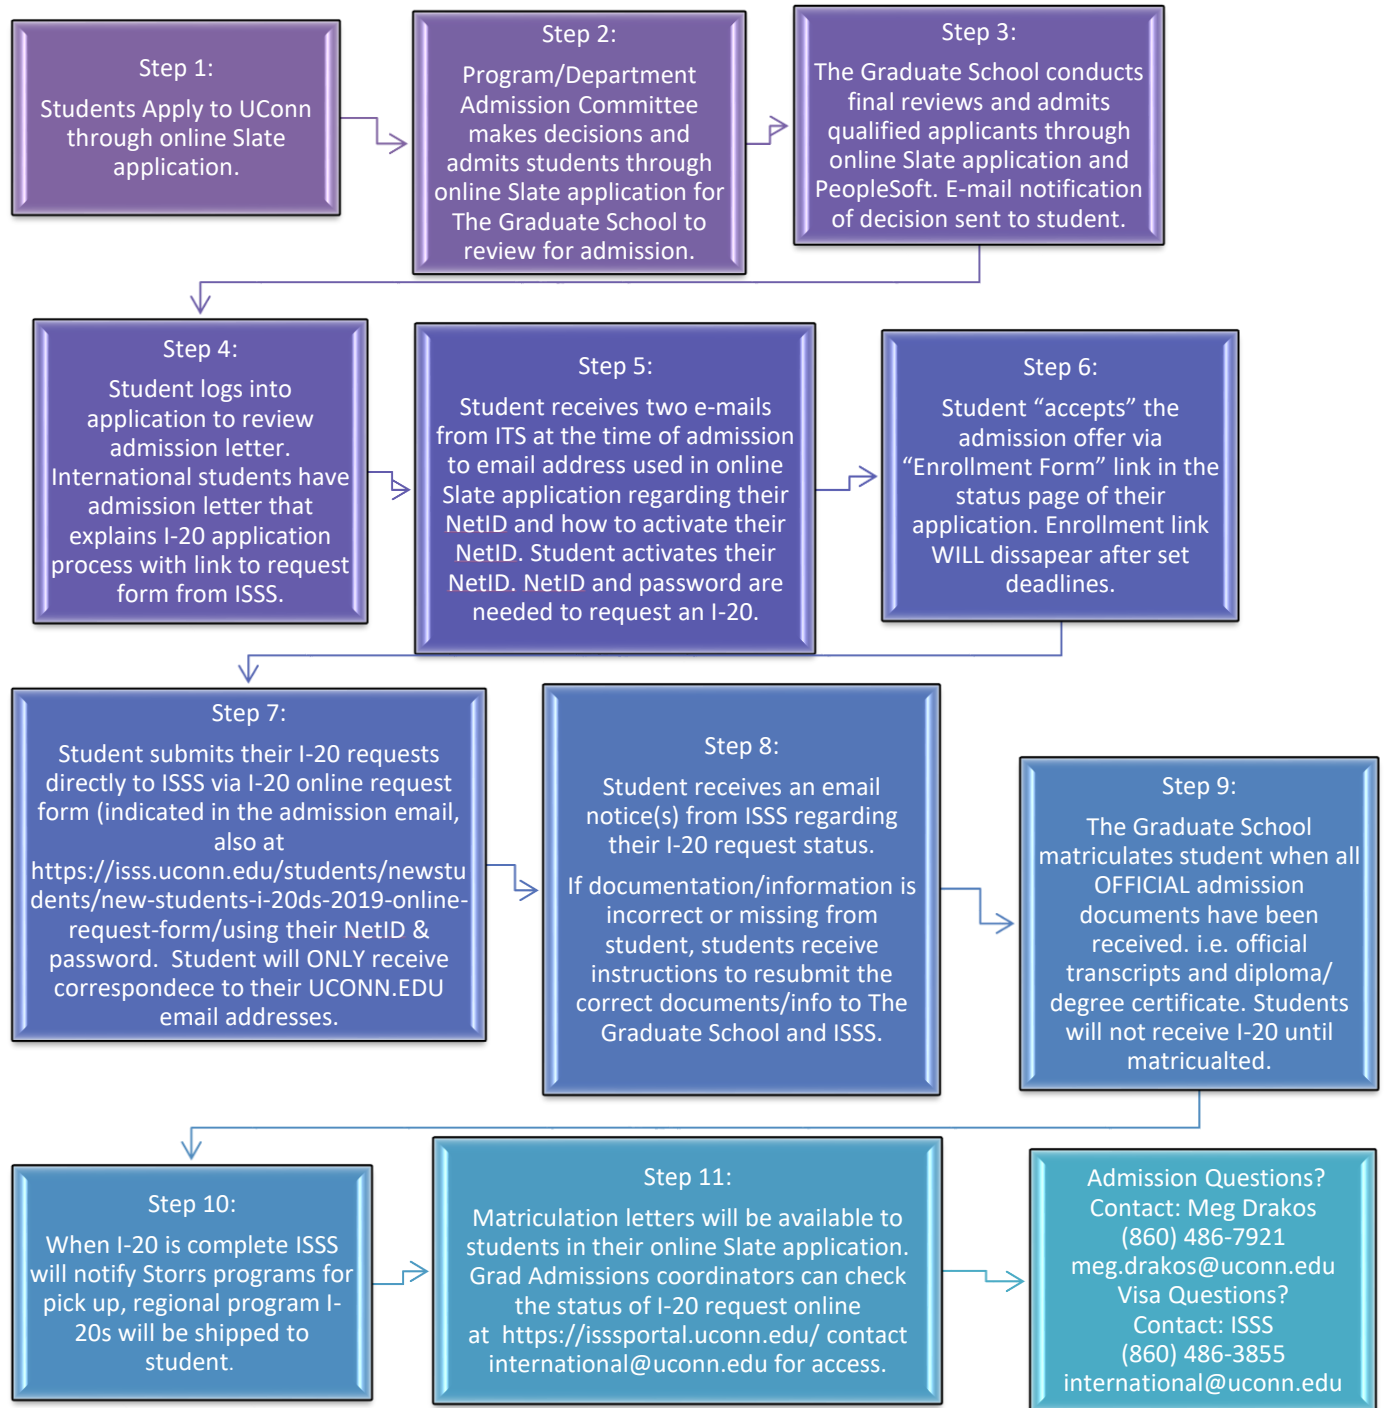 Step 1:
Students Apply to UConn
through online Slate
application.
Step 2:
Program/Department
Admission Committee
makes decisions and
admits students through
online Slate application for
The Graduate School to
review for admission.
Step 3:
The Graduate School conducts
final reviews and admits
qualified applicants through
online Slate application and
PeopleSoft. E-mail notification
of decision sent to student.
Step 4:
Student logs into
application to review
admission letter.
International students have
admission letter that
explains I-20 application
process with link to request
form from ISSS.
Step 5:
Student receives two e-mails
from ITS at the time of admission
to email address used in online
Slate application regarding their
NetID and how to activate their
NetID. Student activates their
NetID. NetID and password are
needed to request an I-20.
Step 6:
Student “accepts” the
admission offer via
“Enrollment Form” link in the
status page of their
application. Enrollment link
WILL dissapear after set
deadlines.
Step 7:
Student submits their I-20 requests
directly to ISSS via I-20 online request
form (indicated in the admission email,
also at
https://isss.uconn.edu/students/newstu
dents/new-students-i-20ds-2019-online-
request-form/using their NetID &
password. Student will ONLY receive
correspondece to their UCONN.EDU
email addresses.
Step 8:
Student receives an email
notice(s) from ISSS regarding
their I-20 request status.
If documentation/information is
incorrect or missing from
student, students receive
instructions to resubmit the
correct documents/info to The
Graduate School and ISSS.
Step 9:
The Graduate School
matriculates student when all
OFFICIAL admission
documents have been
received. i.e. official
transcripts and diploma/
degree certificate. Students
will not receive I-20 until
matricualted.
Step 10:
When I-20 is complete ISSS
will notify Storrs programs for
pick up, regional program I-
20s will be shipped to
student.
Step 11:
Matriculation letters will be available to
students in their online Slate application.
Grad Admissions coordinators can check
the status of I-20 request online
at https://isssportal.uconn.edu/ contact
international@uconn.edu for access.
Admission Questions?
Contact: Meg Drakos
(860) 486-7921
meg.drakos@uconn.edu
Visa Questions?
Contact: ISSS
(860) 486-3855
international@uconn.edu